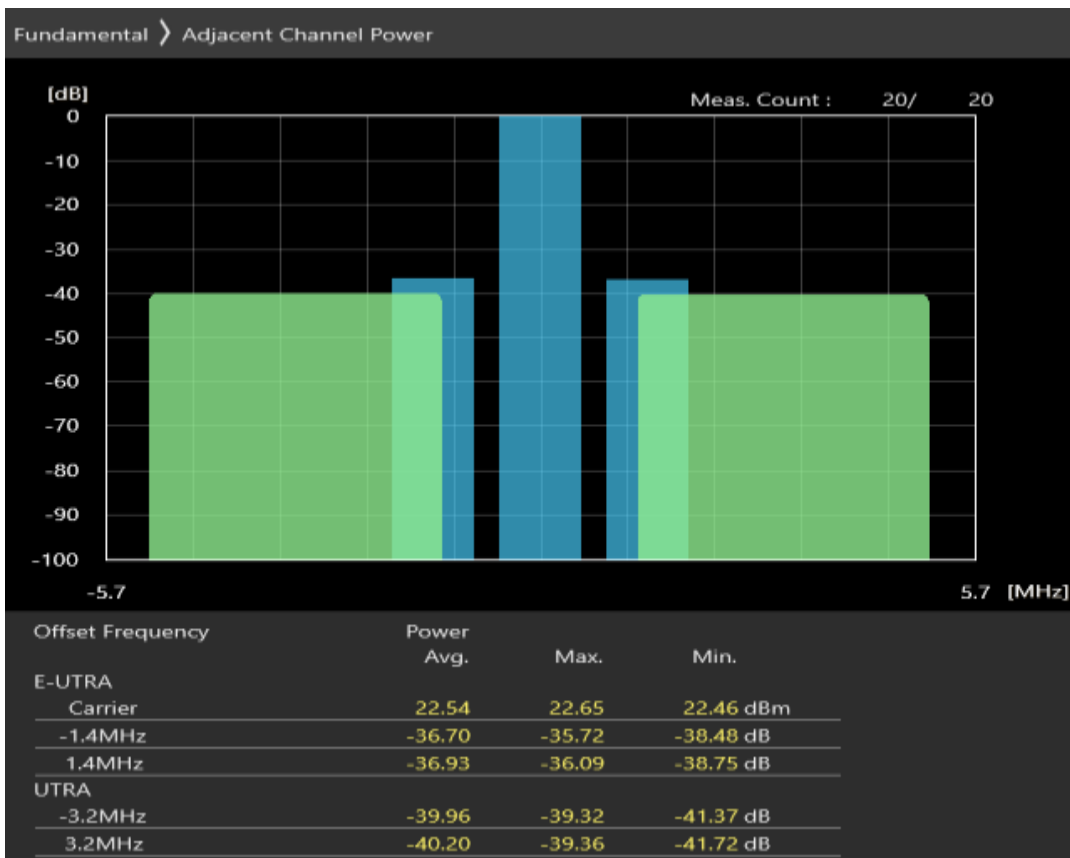 Fundamental 〉 Adjacent Channel Power
[dB]
Meas. Count : 20/ 20
0
-10
-20
-30
-40
-50
-60
-70
-80
-90
-100
-5.7 5.7 [MHz]
Offset Frequency Power
Avg. Max. Min.
E-UTRA
Carrier 22.54 22.65 22.46 dBm
-1.4MHz -36.70 -35.72 -38.48 dB
1.4MHz -36.93 -36.09 -38.75 dB
UTRA
-3.2MHz -39.96 -39.32 -41.37 dB
3.2MHz -40.20 -39.36 -41.72 dB